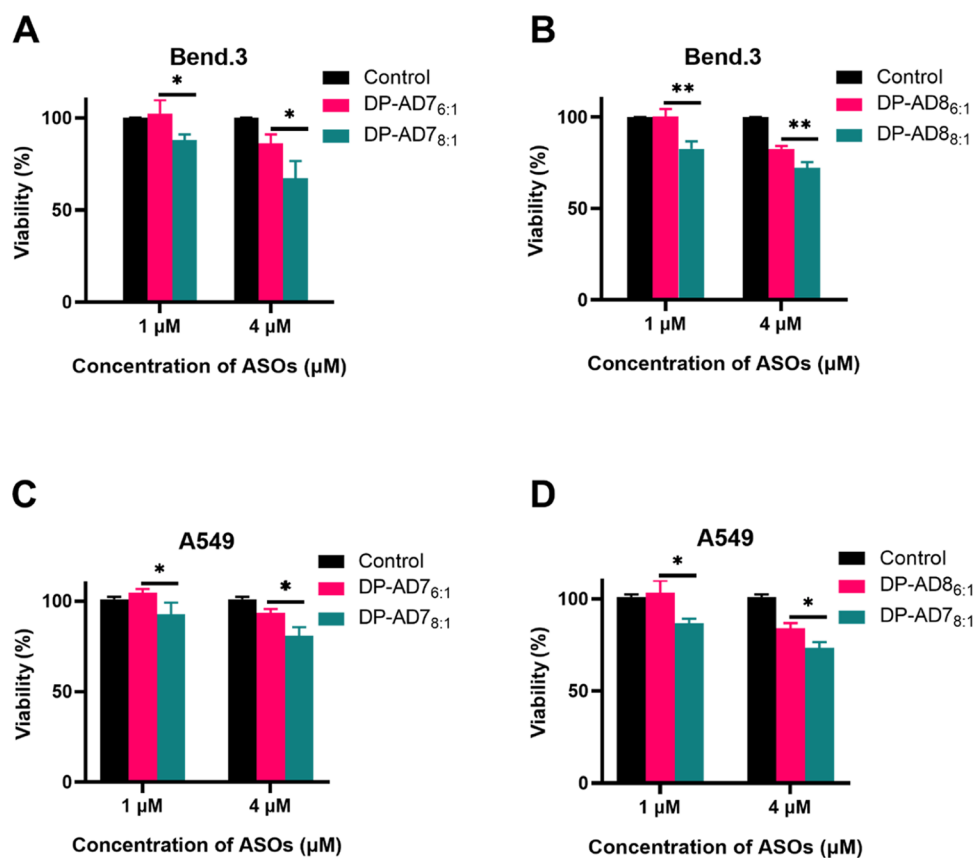 A
Bend.3
Control
DP-AD7₆:₁
DP-AD7₈:₁
*
*
100
50
0
Viability (%)
1 µM
4 µM
Concentration of ASOs (µM)
B
Bend.3
Control
DP-AD8₆:₁
DP-AD8₈:₁
**
**
100
50
0
Viability (%)
1 µM
4 µM
Concentration of ASOs (µM)
C
A549
Control
DP-AD7₆:₁
DP-AD7₈:₁
*
*
100
50
0
Viability (%)
1 µM
4 µM
Concentration of ASOs (µM)
D
A549
Control
DP-AD8₆:₁
DP-AD7₈:₁
*
*
100
50
0
Viability (%)
1 µM
4 µM
Concentration of ASOs (µM)